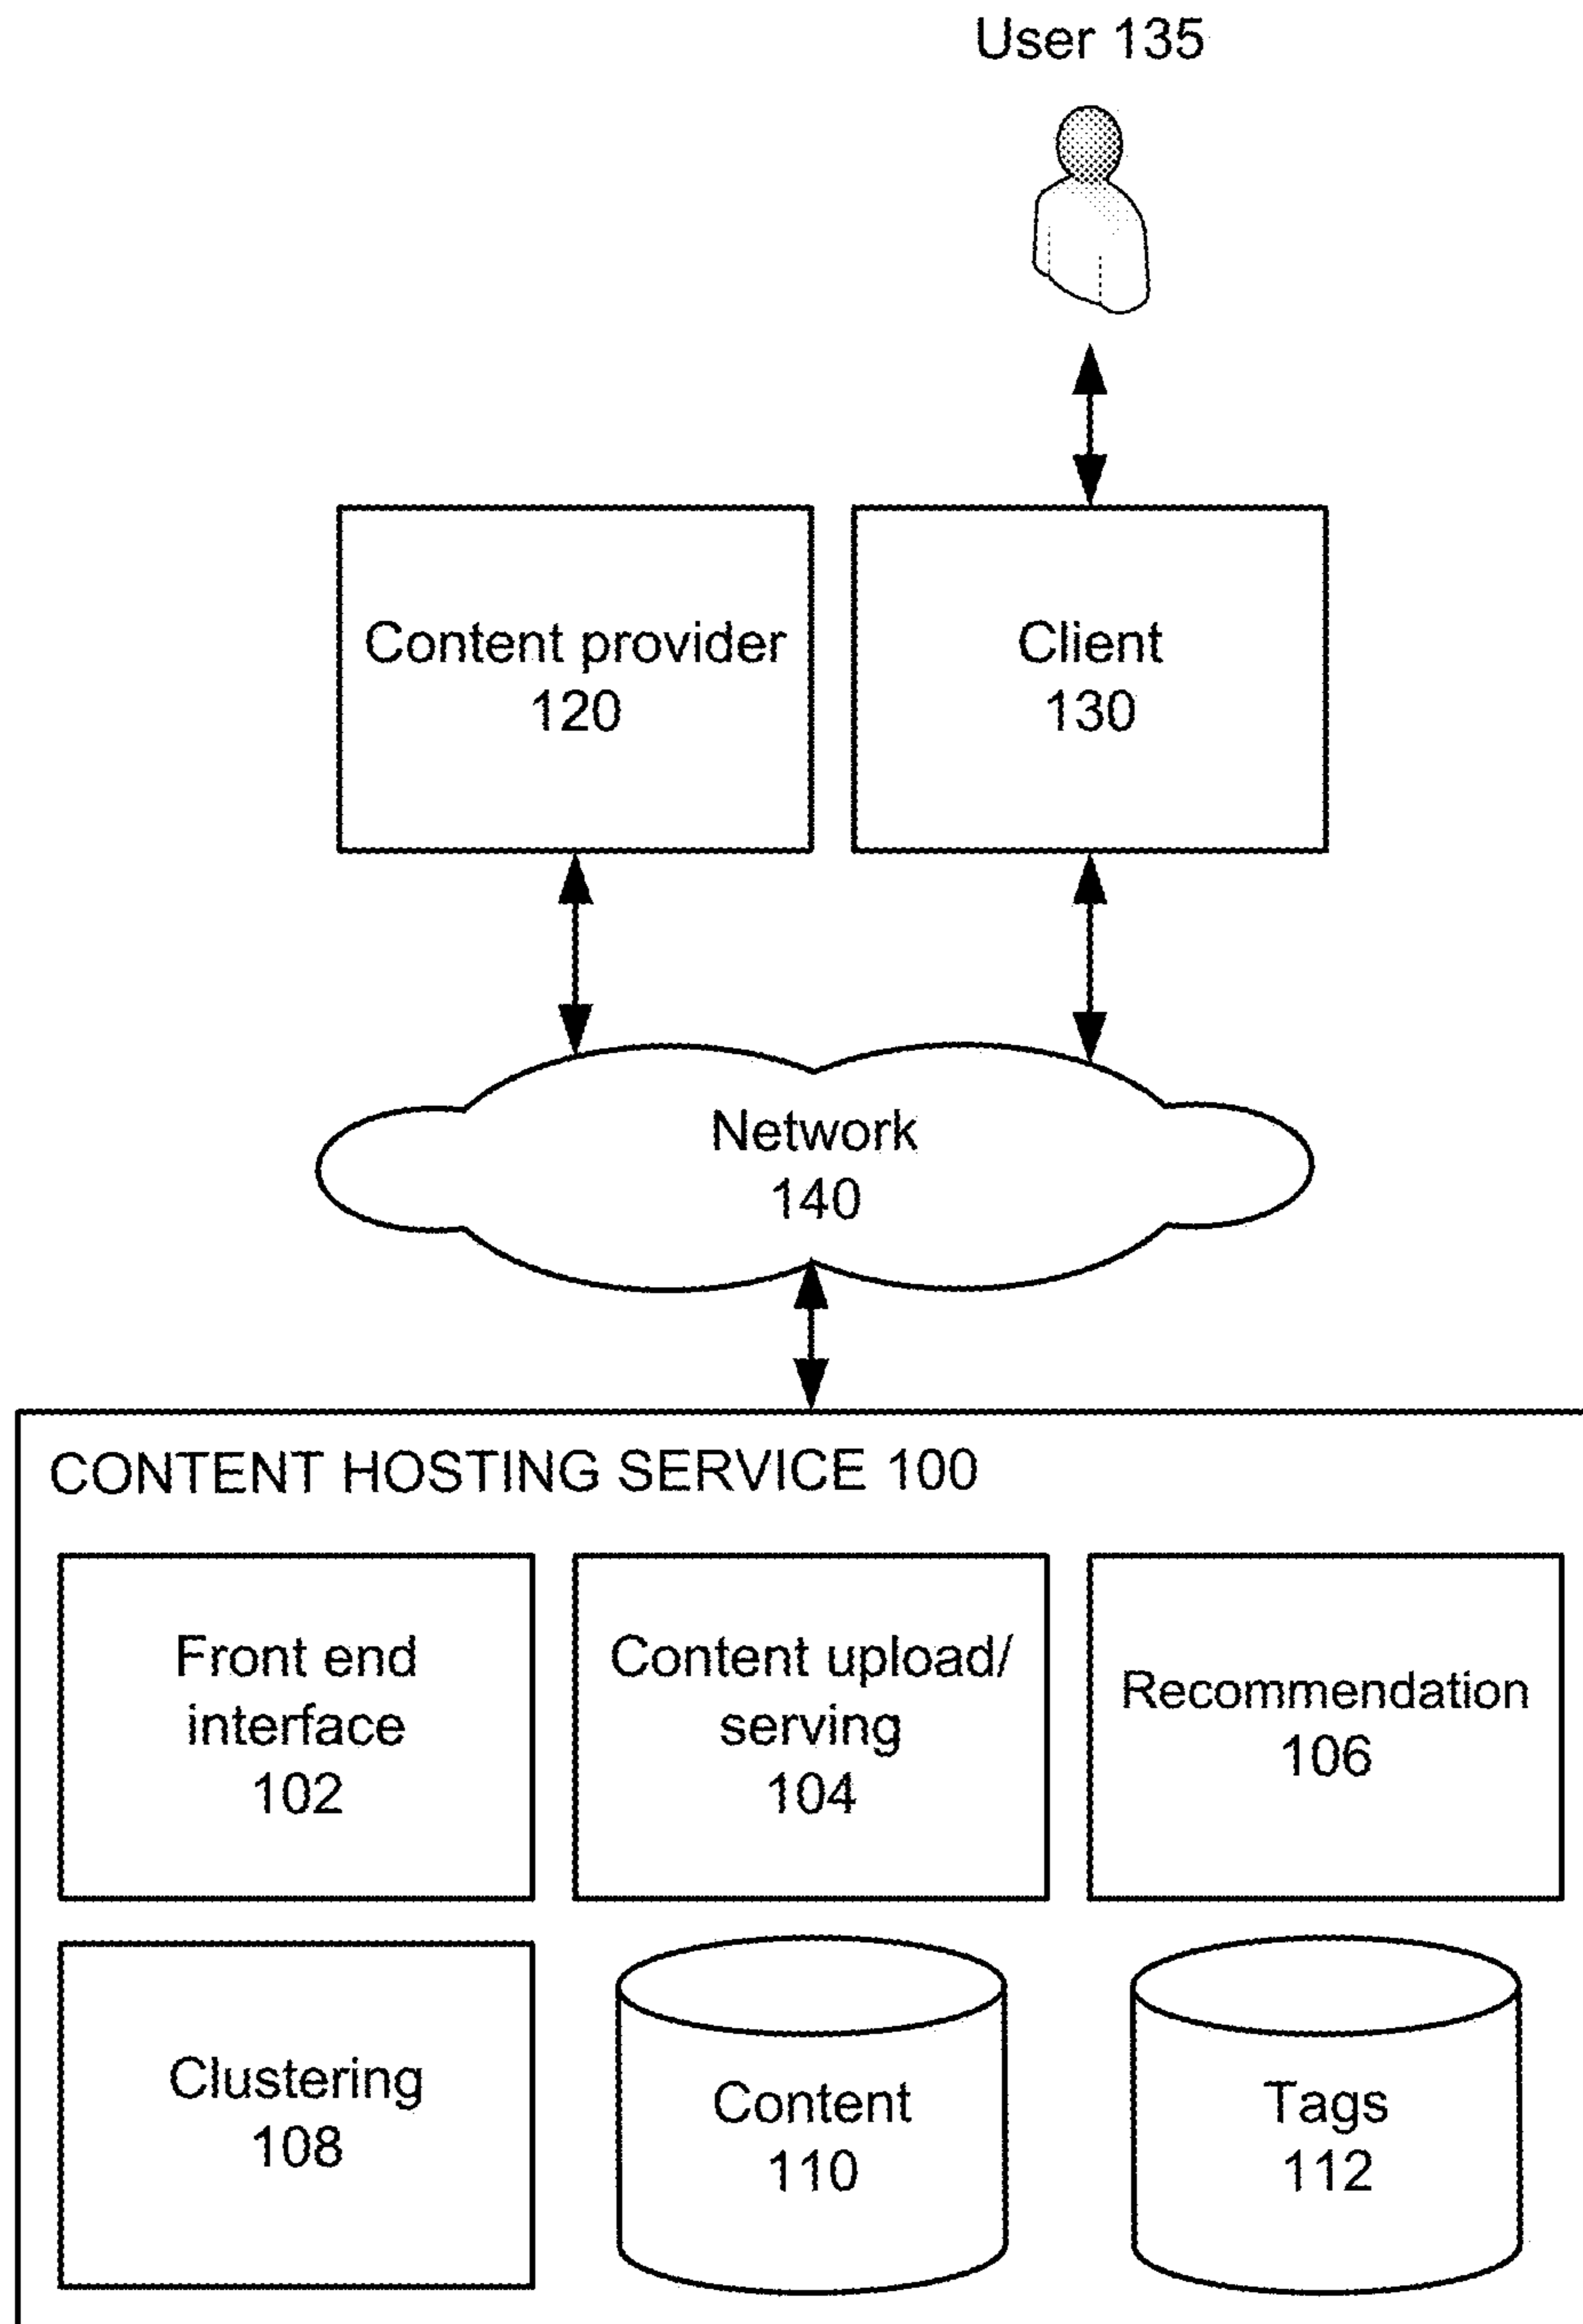 User 135
Content provider
120
Client
130
Network
140
CONTENT HOSTING SERVICE 100
Front end
interface
102
Content upload/
serving
104
Recommendation
106
Clustering
108
Content
110
Tags
112